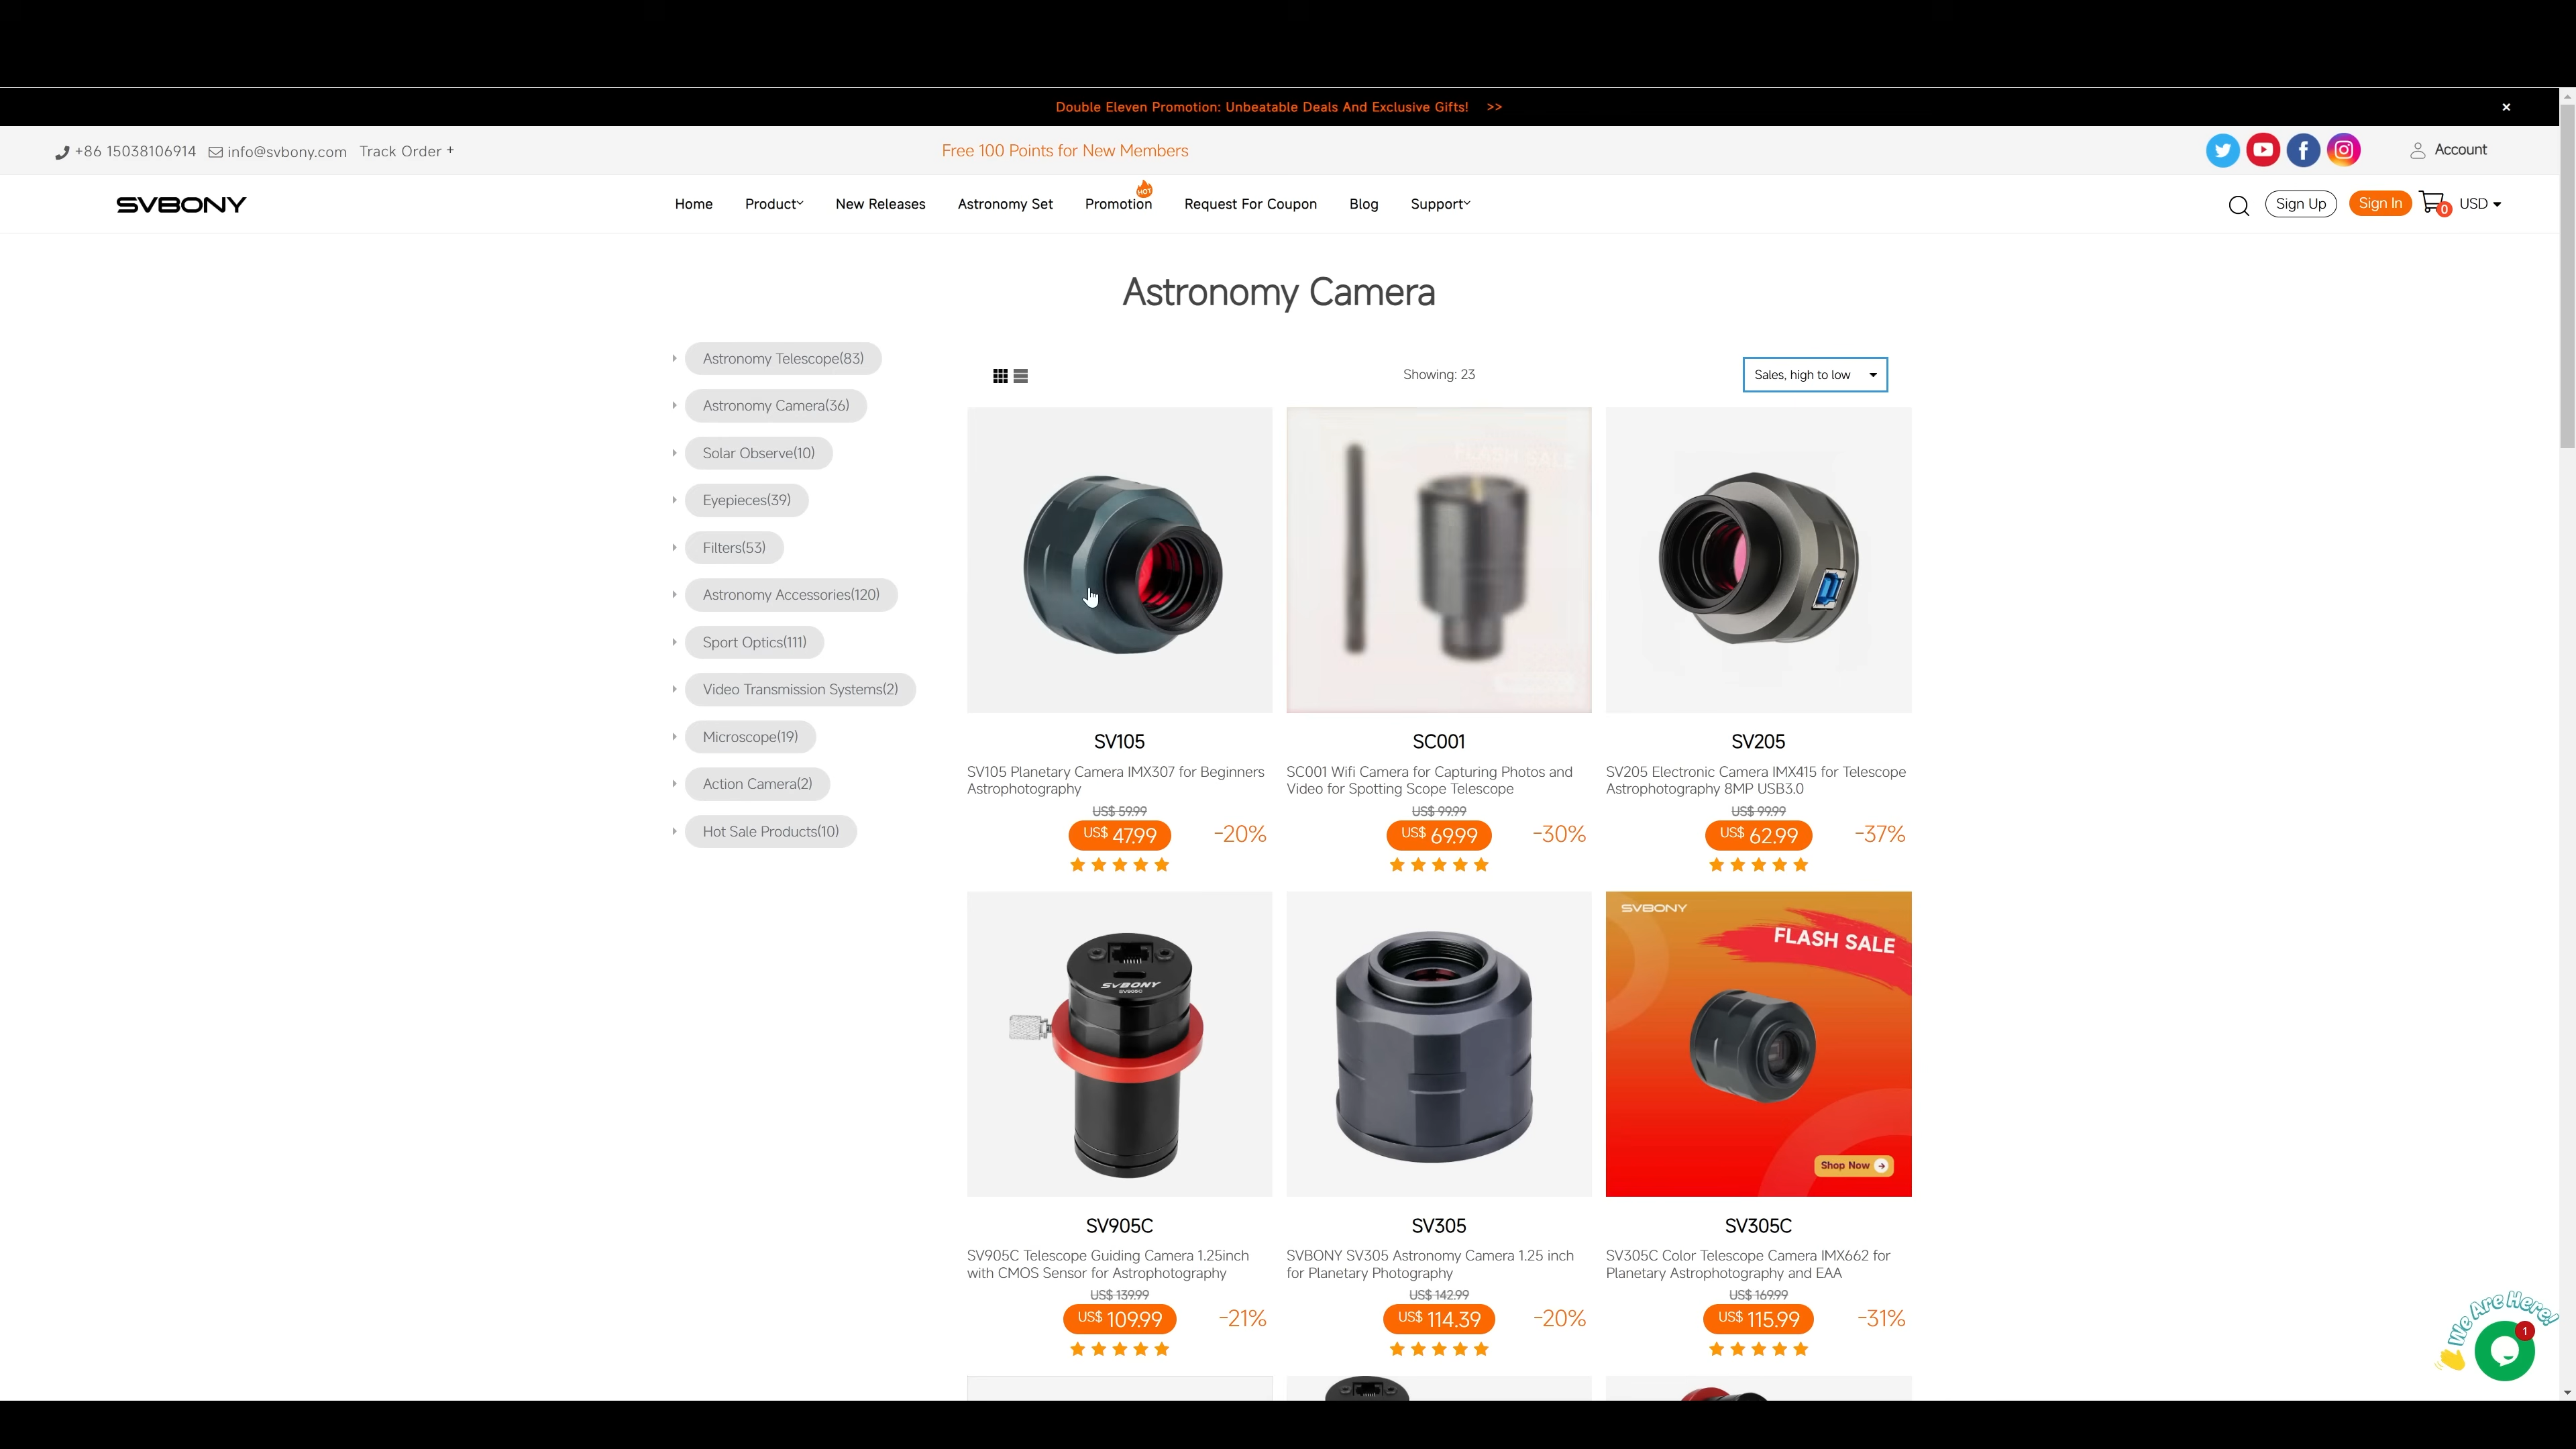 Double Eleven Promotion: Unbeatable Deals And Exclusive Gifts! >>
×
+86 15038106914 info@svbony.com Track Order +
Free 100 Points for New Members
Account
SVBONY
Home Product New Releases Astronomy Set Promotion Request For Coupon Blog Support
HOT
Sign Up Sign In 0 USD
Astronomy Camera
Astronomy Telescope(83)
Astronomy Camera(36)
Solar Observe(10)
Eyepieces(39)
Filters(53)
Astronomy Accessories(120)
Sport Optics(111)
Video Transmission Systems(2)
Microscope(19)
Action Camera(2)
Hot Sale Products(10)
Showing: 23
Sales, high to low
SV105
SV105 Planetary Camera IMX307 for Beginners
Astrophotography
US$ 59.99
US$ 47.99 -20%
FLASH SALE
SC001
SC001 Wifi Camera for Capturing Photos and
Video for Spotting Scope Telescope
US$ 99.99
US$ 69.99 -30%
SV205
SV205 Electronic Camera IMX415 for Telescope
Astrophotography 8MP USB3.0
US$ 99.99
US$ 62.99 -37%
SVBONY
SV905C
SV905C
SV905C Telescope Guiding Camera 1.25inch
with CMOS Sensor for Astrophotography
US$ 139.99
US$ 109.99 -21%
SV305
SVBONY SV305 Astronomy Camera 1.25 inch
for Planetary Photography
US$ 142.99
US$ 114.39 -20%
SVBONY
FLASH SALE
Shop Now
SV305C
SV305C Color Telescope Camera IMX662 for
Planetary Astrophotography and EAA
US$ 169.99
US$ 115.99 -31%
We Are Here!
1